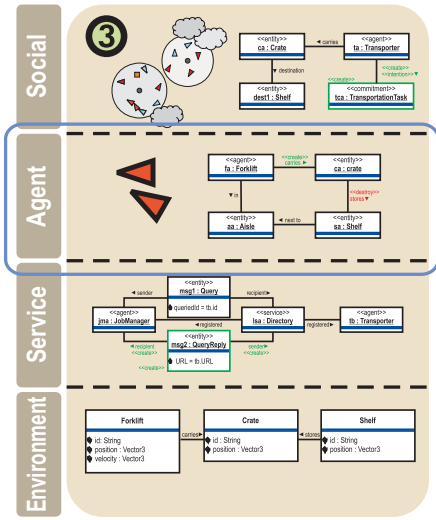 Social
3
<<entity>>
ca : Crate
◄ carries
<<agent>>
ta : Transporter
▼ destination
<<create>>
<<intention>>▼
<<create>>
<<entity>>
dest1 : Shelf
<<commitment>>
tca : TransportationTask
Agent
<<agent>>
fa : Forklift
<<create>>
carries ►
<<entity>>
ca : crate
▼ in
<<destroy>>
stores▼
<<entity>>
aa : Aisle
◄ next to
<<entity>>
sa : Shelf
Service
<<entity>>
msg1 : Query
queriedId = tb.id
◄ sender
recipient►
<<agent>>
jma : JobManager
<<service>>
lsa : Directory
registered►
<<agent>>
tb : Transporter
◄ registered
<<entity>>
msg2 : QueryReply
URL = tb.URL
◄ recipient
<<create>>
sender►
<<create>>
<<create>>
Environment
Forklift
id : String
position : Vector3
velocity : Vector3
carries►
Crate
id : String
position : Vector3
◄ stores
Shelf
id : String
position : Vector3